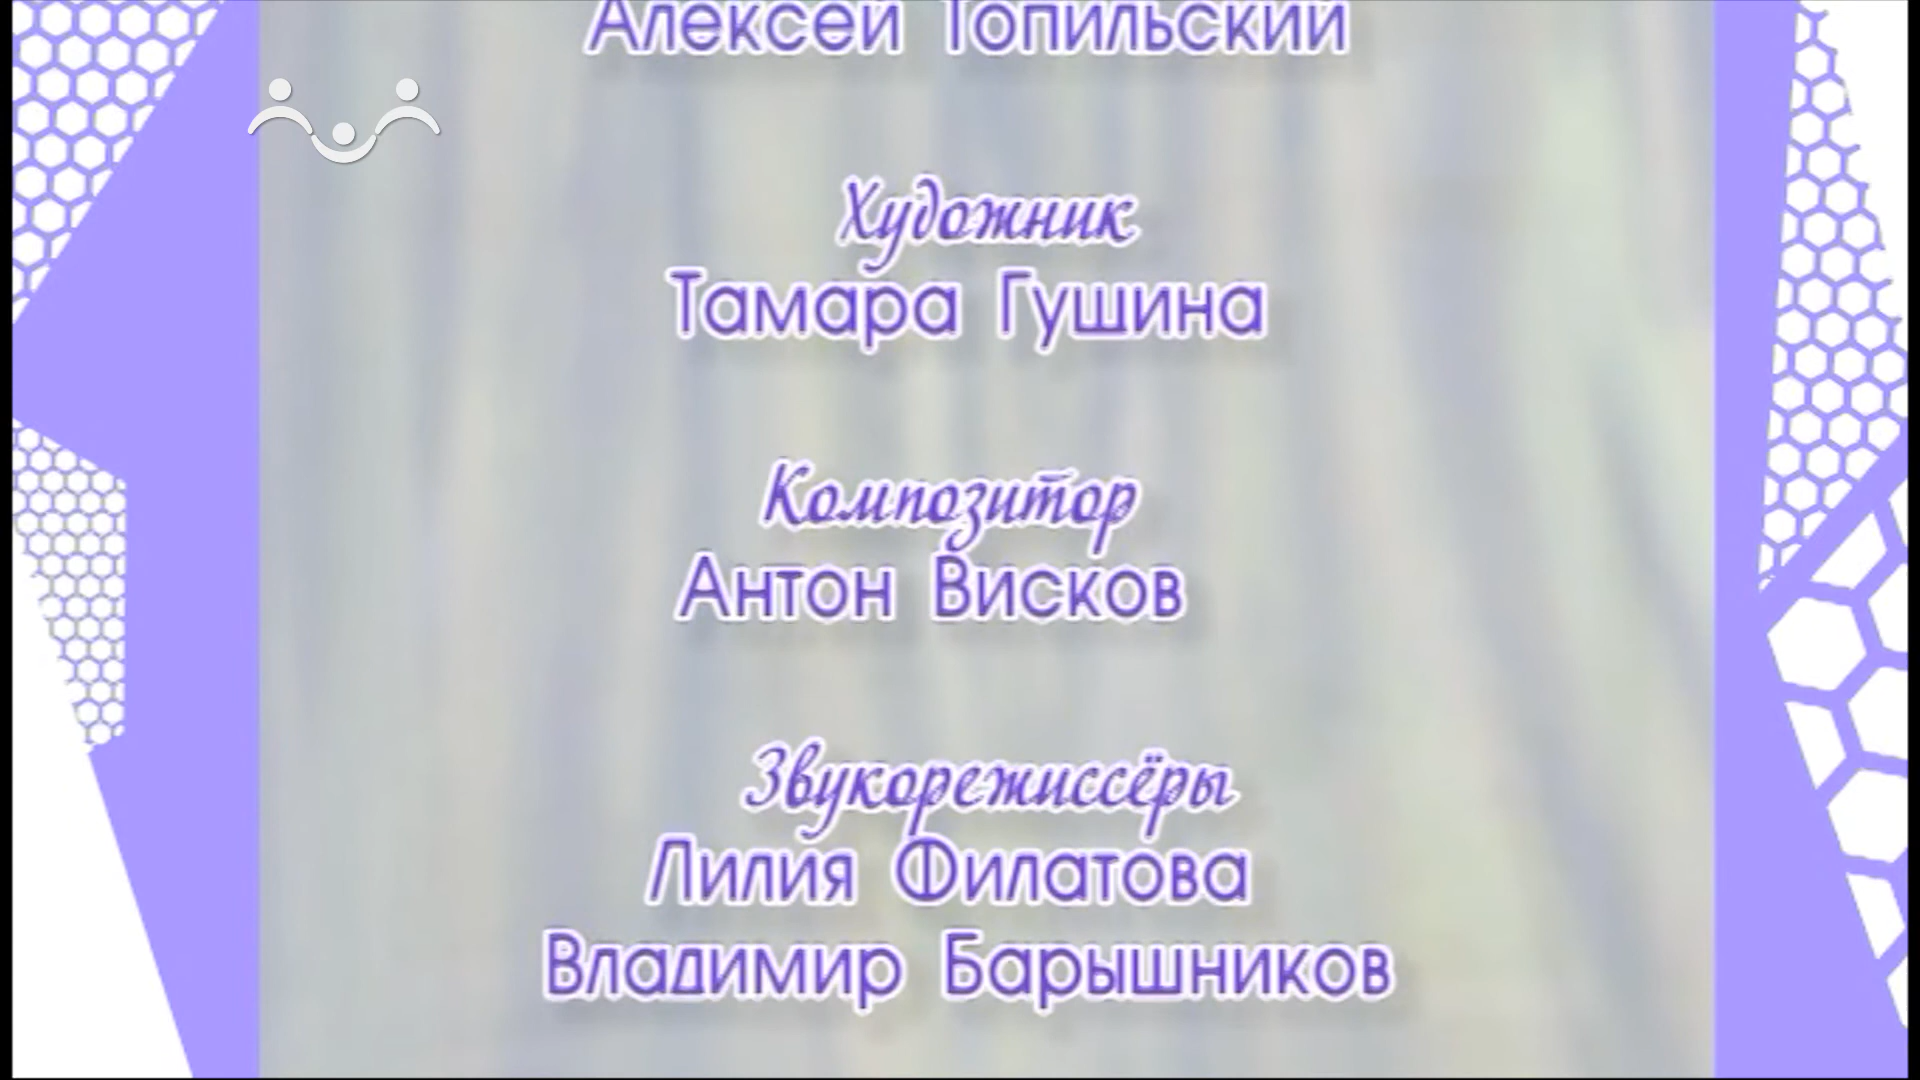 Алексей Топильский
Художник
Тамара Гушина
Композитор
Антон Висков
Звукорежиссёры
Лилия Филатова
Владимир Барышников